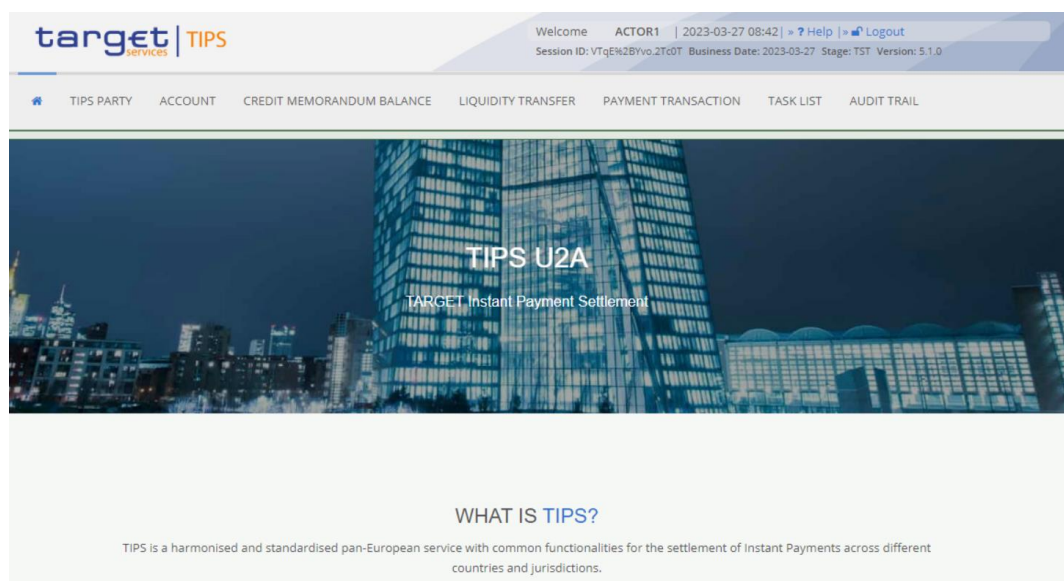 target services | TIPS
Welcome ACTOR1 | 2023-03-27 08:42| » ? Help |» Logout
Session ID: VTqE%2BYvo.2Tc0T Business Date: 2023-03-27 Stage: TST Version: 5.1.0
TIPS PARTY ACCOUNT CREDIT MEMORANDUM BALANCE LIQUIDITY TRANSFER PAYMENT TRANSACTION TASK LIST AUDIT TRAIL
TIPS U2A
TARGET Instant Payment Settlement
WHAT IS TIPS?
TIPS is a harmonised and standardised pan-European service with common functionalities for the settlement of Instant Payments across different
countries and jurisdictions.